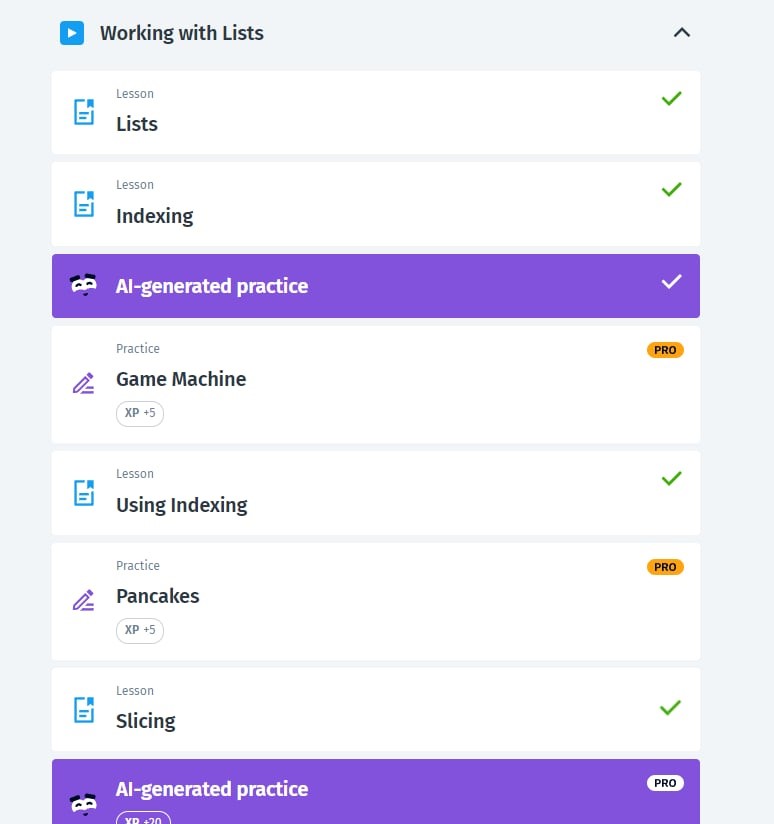 Working with Lists
Lesson
Lists
Lesson
Indexing
AI-generated practice
Practice
PRO
Game Machine
XP +5
Lesson
Using Indexing
Practice
PRO
Pancakes
XP +5
Lesson
Slicing
AI-generated practice
PRO
XP +20